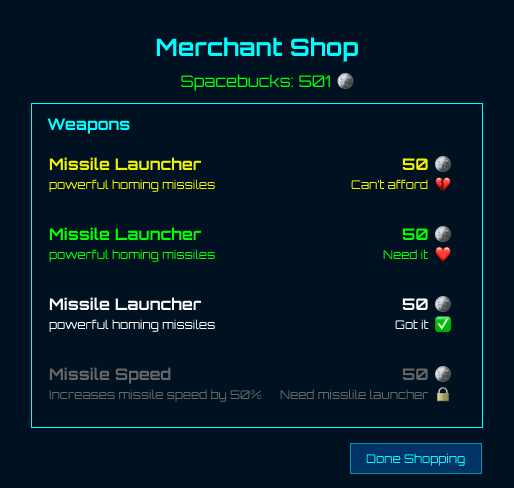 Merchant Shop
Spacebucks: 501
Weapons
Missile Launcher 50
powerful homing missiles Can't afford
Missile Launcher 50
powerful homing missiles Need it
Missile Launcher 50
powerful homing missiles Got it
Missile Speed 50
Increases missile speed by 50% Need misslile launcher
Done Shopping